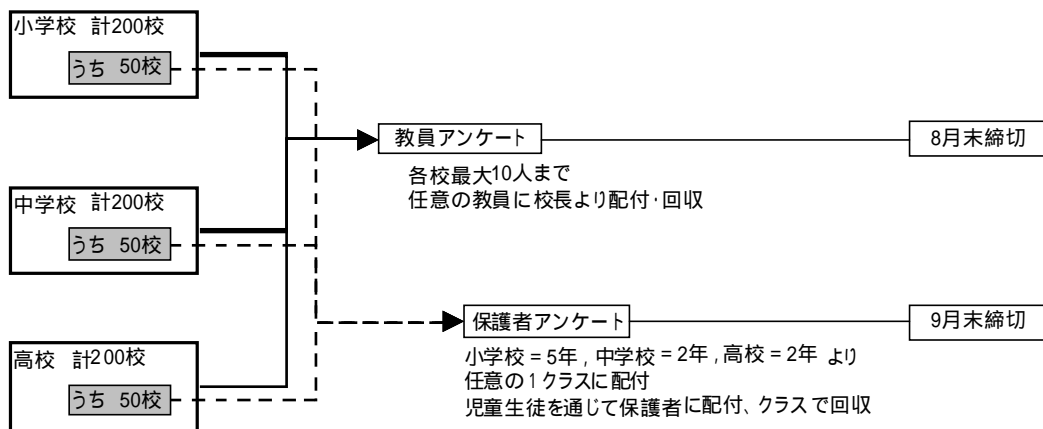 小学校 計200校
うち 50校
教員アンケート
8月末締切
各校最大10人まで
任意の教員に校長より配付・回収
中学校 計200校
うち 50校
保護者アンケート
9月末締切
小学校=5年,中学校=2年,高校=2年 より
任意の1クラスに配付
児童生徒を通じて保護者に配付、クラスで回収
高校 計200校
うち 50校